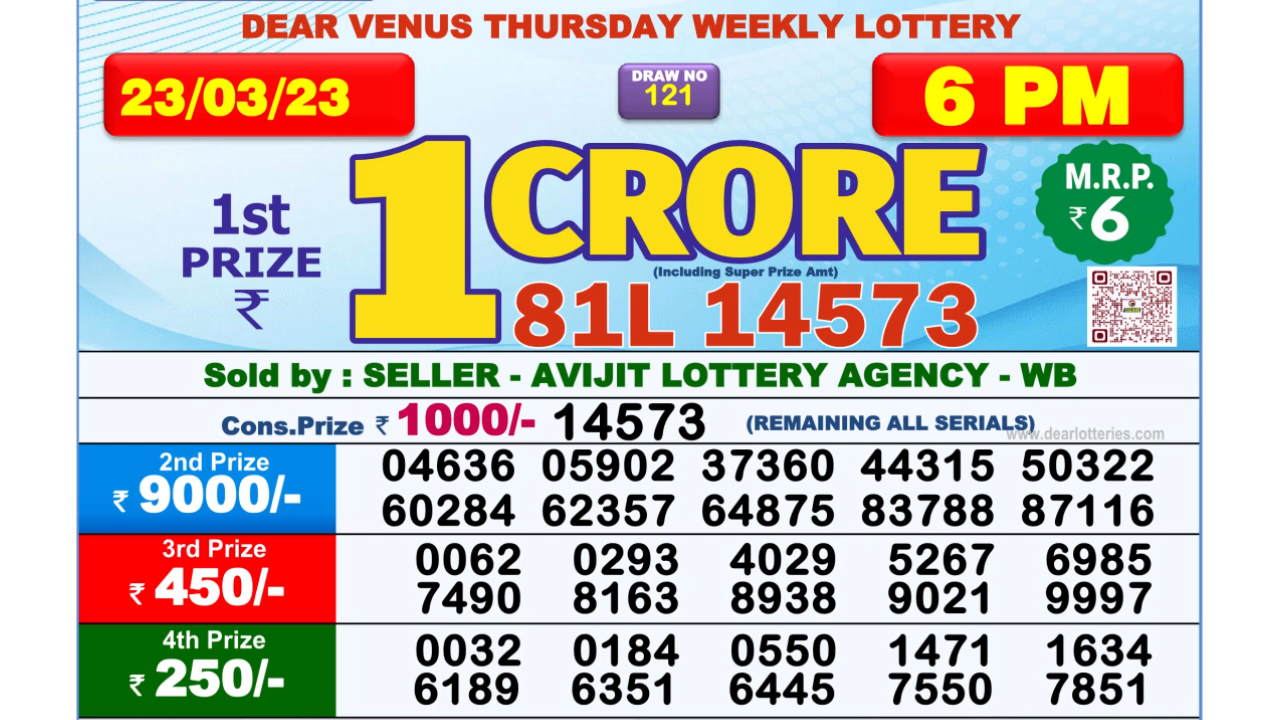 DEAR VENUS THURSDAY WEEKLY LOTTERY
23/03/23
DRAW NO
121
6 PM
1st
PRIZE
₹
1 CRORE
(Including Super Prize Amt)
M.R.P.
₹6
81L 14573
Sold by : SELLER - AVIJIT LOTTERY AGENCY - WB
Cons.Prize ₹ 1000/- 14573 (REMAINING ALL SERIALS)
www.dearlotteries.com
2nd Prize
₹ 9000/-
04636 05902 37360 44315 50322
60284 62357 64875 83788 87116
3rd Prize
₹ 450/-
0062 0293 4029 5267 6985
7490 8163 8938 9021 9997
4th Prize
₹ 250/-
0032 0184 0550 1471 1634
6189 6351 6445 7550 7851